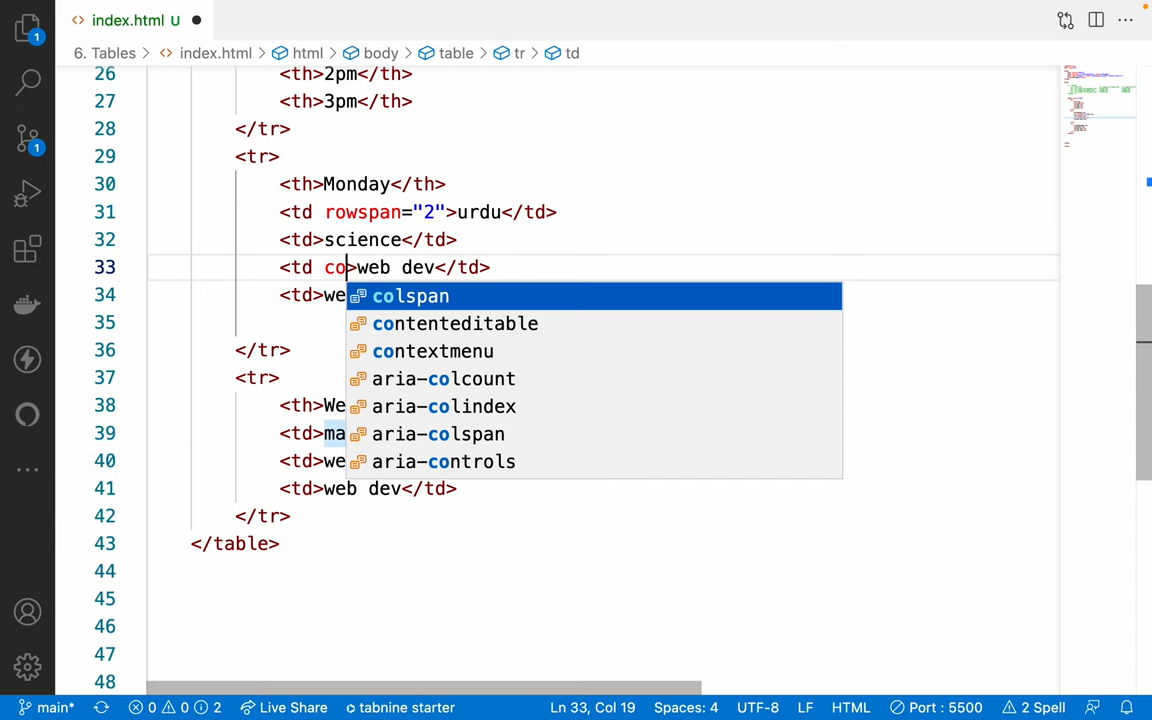 index.html U
6. Tables > index.html > html > body > table > tr > td
1
1
26 <th>2pm</th>
27 <th>3pm</th>
28 </tr>
29 <tr>
30 <th>Monday</th>
31 <td rowspan="2">urdu</td>
32 <td>science</td>
33 <td co>web dev</td>
34 <td>we
colspan
contenteditable
35
contextmenu
36 </tr>
37 <tr>
aria-colcount
38 <th>We
aria-colindex
39 <td>ma
aria-colspan
40 <td>we
aria-controls
41 <td>web dev</td>
42 </tr>
43 </table>
44
45
46
47
48
main* 0 0 2 Live Share tabnine starter Ln 33, Col 19 Spaces: 4 UTF-8 LF HTML Port : 5500 2 Spell